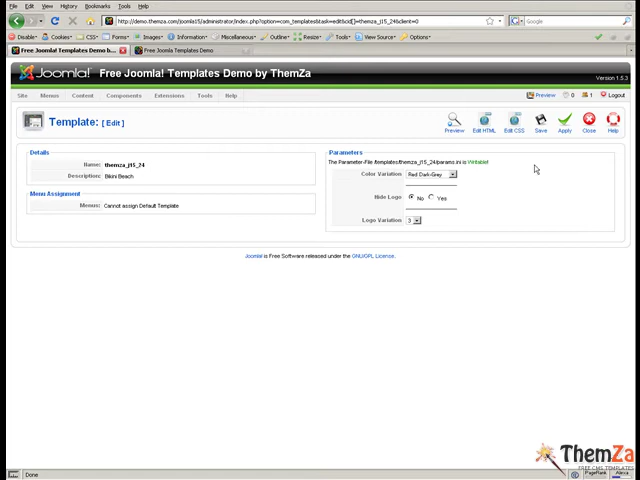 File Edit View History Bookmarks Tools Help
http://demo.themza.com/joomla15/administrator/index.php?option=com_templates&task=edit&cid[]=themza_j15_24&client=0
Google
Disable Cookies CSS Forms Images Information Miscellaneous Outline Resize Tools View Source Options
Free Joomla! Templates Demo b... Free Joomla Templates Demo
Joomla! Free Joomla! Templates Demo by ThemZa
Version 1.5.3
Site Menus Content Components Extensions Tools Help Preview 0 1 Logout
Template: [ Edit ]
Preview Edit HTML Edit CSS Save Apply Close Help
Details
Name: themza_j15_24
Description: Bikini Beach
Menu Assignment
Menus: Cannot assign Default Template
Parameters
The Parameter-File /templates/themza_j15_24/params.ini is Writable!
Color Variation Red Dark-Grey
Hide Logo No Yes
Logo Variation 3
Joomla! is Free Software released under the GNU/GPL License.
ThemZa
FREE CMS TEMPLATES
Done
PageRank Alexa